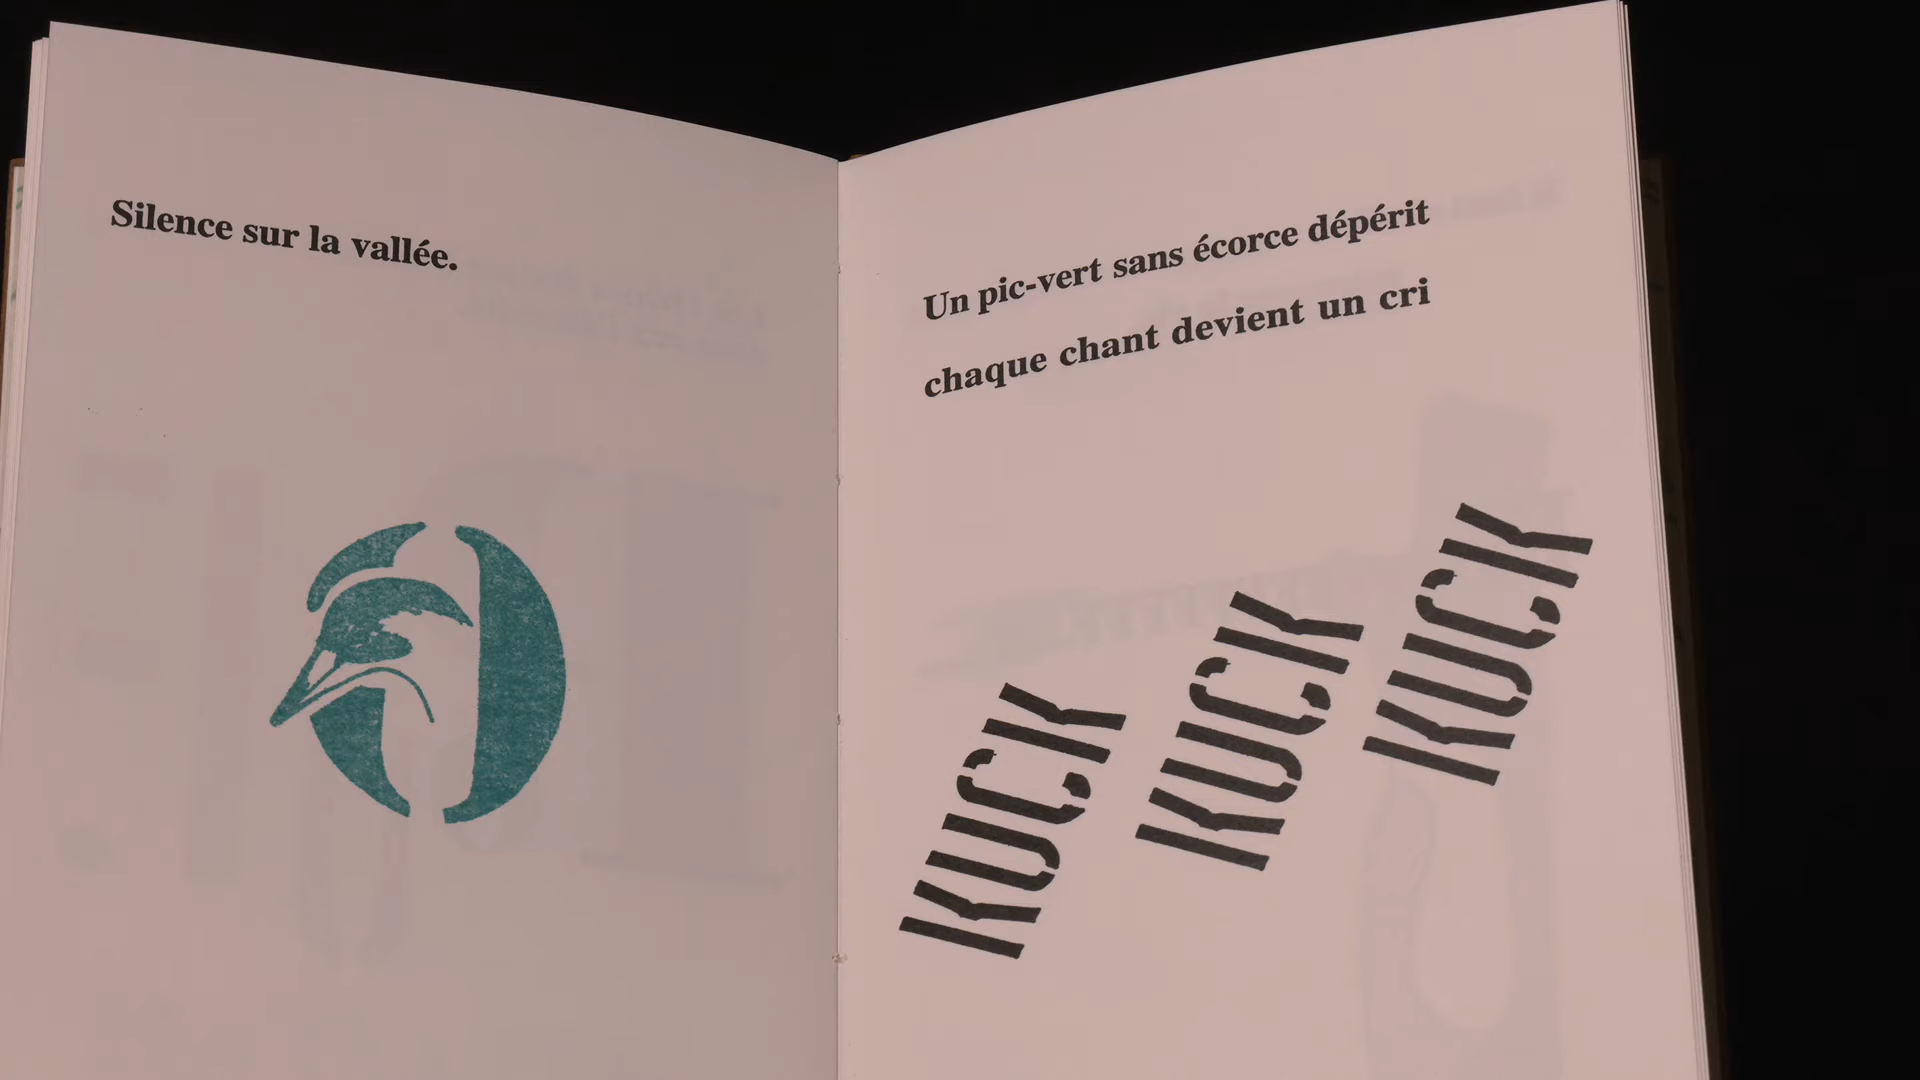 Silence sur la vallée.
Un pic-vert sans écorce dépérit
chaque chant devient un cri
KUCK
KUCK
KUCK